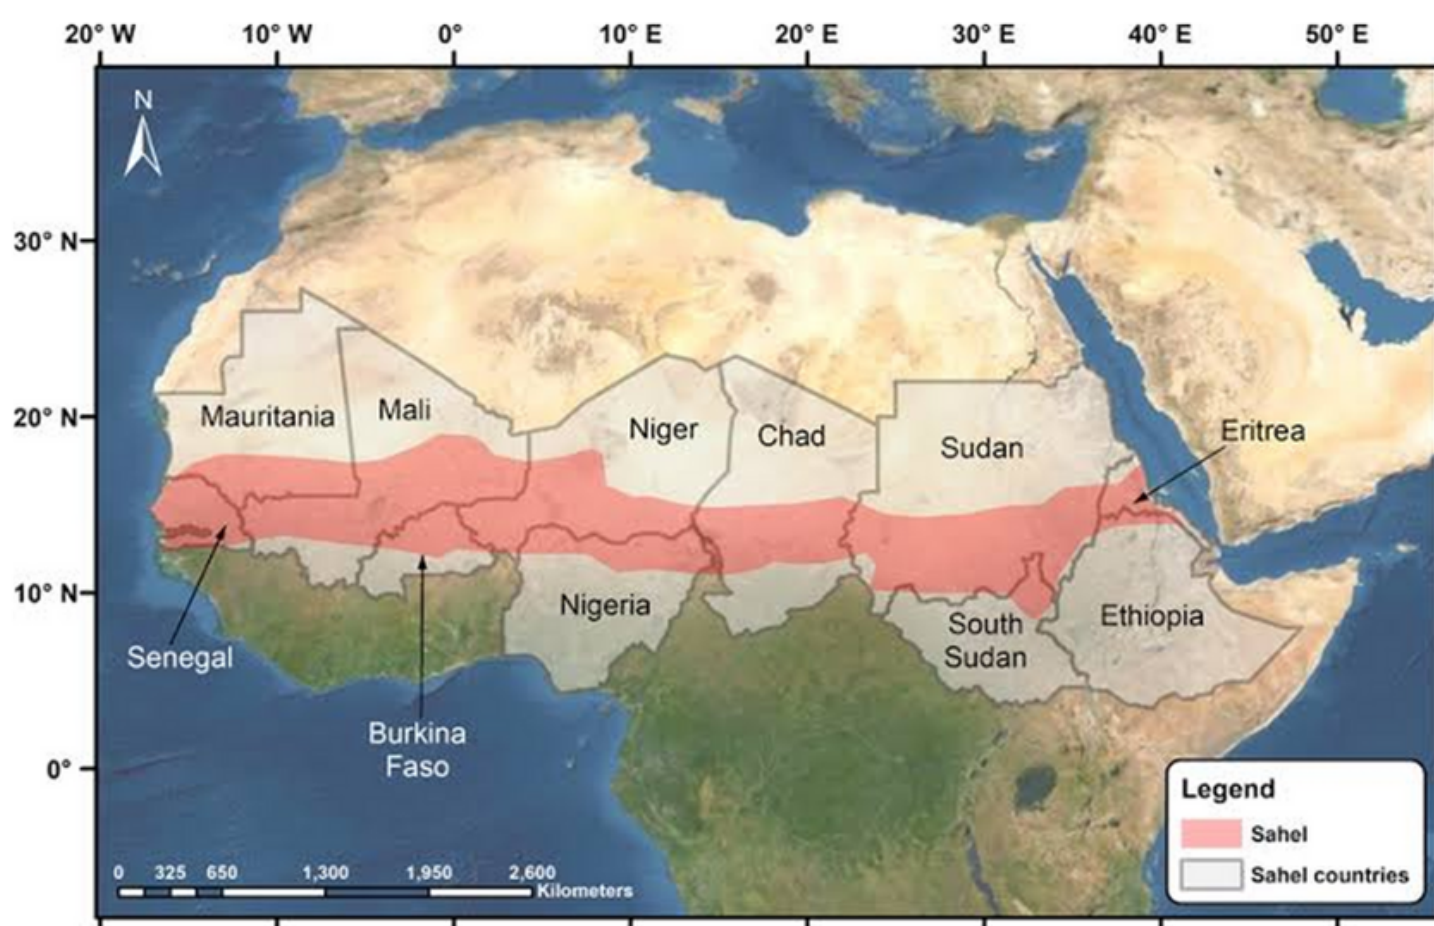 20° W
10° W
0°
10° E
20° E
30° E
40° E
50° E
N
30° N
20° N
10° N
0°
Mauritania
Mali
Niger
Chad
Sudan
Eritrea
Nigeria
South
Sudan
Ethiopia
Senegal
Burkina
Faso
Legend
Sahel
Sahel countries
0 325 650 1,300 1,950 2,600
Kilometers